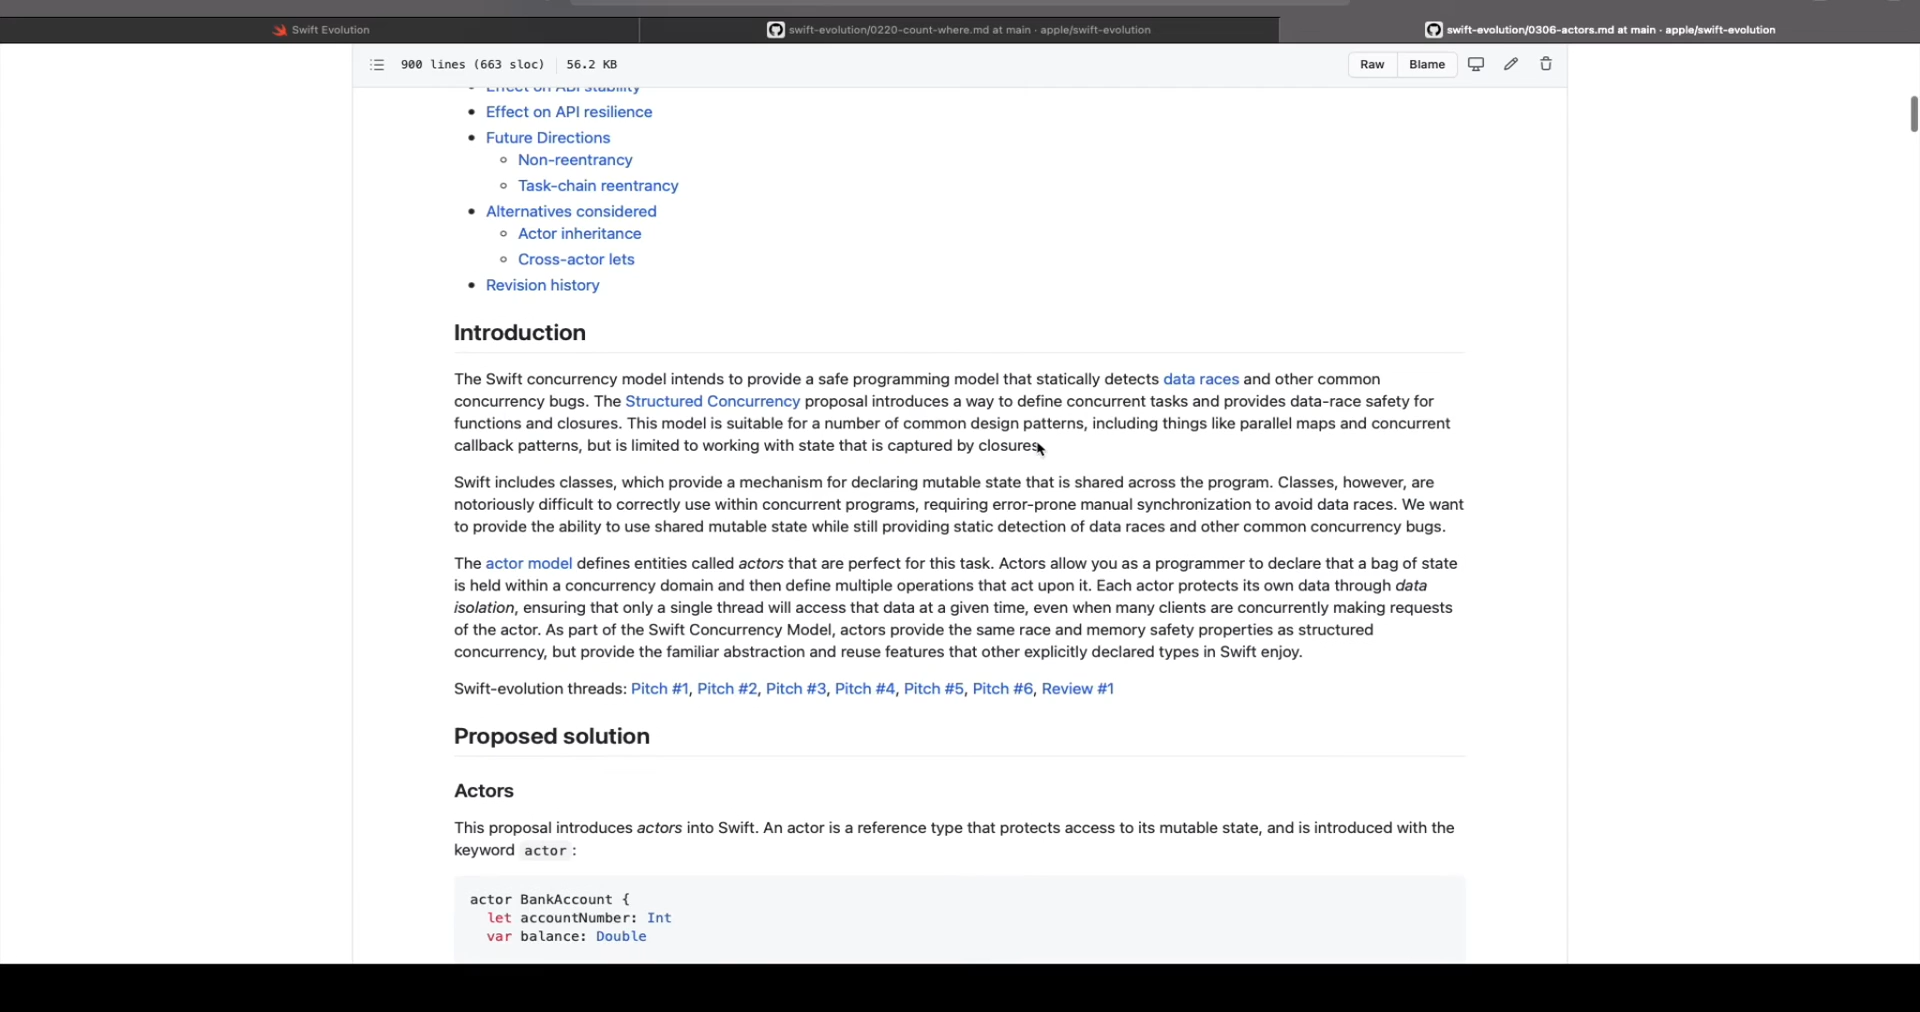 Swift Evolution
swift-evolution/0220-count-where.md at main · apple/swift-evolution
swift-evolution/0306-actors.md at main · apple/swift-evolution
900 lines (663 sloc) 56.2 KB
Raw Blame
Effect on ABI stability
Effect on API resilience
Future Directions
Non-reentrancy
Task-chain reentrancy
Alternatives considered
Actor inheritance
Cross-actor lets
Revision history
Introduction
The Swift concurrency model intends to provide a safe programming model that statically detects data races and other common
concurrency bugs. The Structured Concurrency proposal introduces a way to define concurrent tasks and provides data-race safety for
functions and closures. This model is suitable for a number of common design patterns, including things like parallel maps and concurrent
callback patterns, but is limited to working with state that is captured by closures
Swift includes classes, which provide a mechanism for declaring mutable state that is shared across the program. Classes, however, are
notoriously difficult to correctly use within concurrent programs, requiring error-prone manual synchronization to avoid data races. We want
to provide the ability to use shared mutable state while still providing static detection of data races and other common concurrency bugs.
The actor model defines entities called actors that are perfect for this task. Actors allow you as a programmer to declare that a bag of state
is held within a concurrency domain and then define multiple operations that act upon it. Each actor protects its own data through data
isolation, ensuring that only a single thread will access that data at a given time, even when many clients are concurrently making requests
of the actor. As part of the Swift Concurrency Model, actors provide the same race and memory safety properties as structured
concurrency, but provide the familiar abstraction and reuse features that other explicitly declared types in Swift enjoy.
Swift-evolution threads: Pitch #1, Pitch #2, Pitch #3, Pitch #4, Pitch #5, Pitch #6, Review #1
Proposed solution
Actors
This proposal introduces actors into Swift. An actor is a reference type that protects access to its mutable state, and is introduced with the
keyword actor :
actor BankAccount {
let accountNumber: Int
var balance: Double